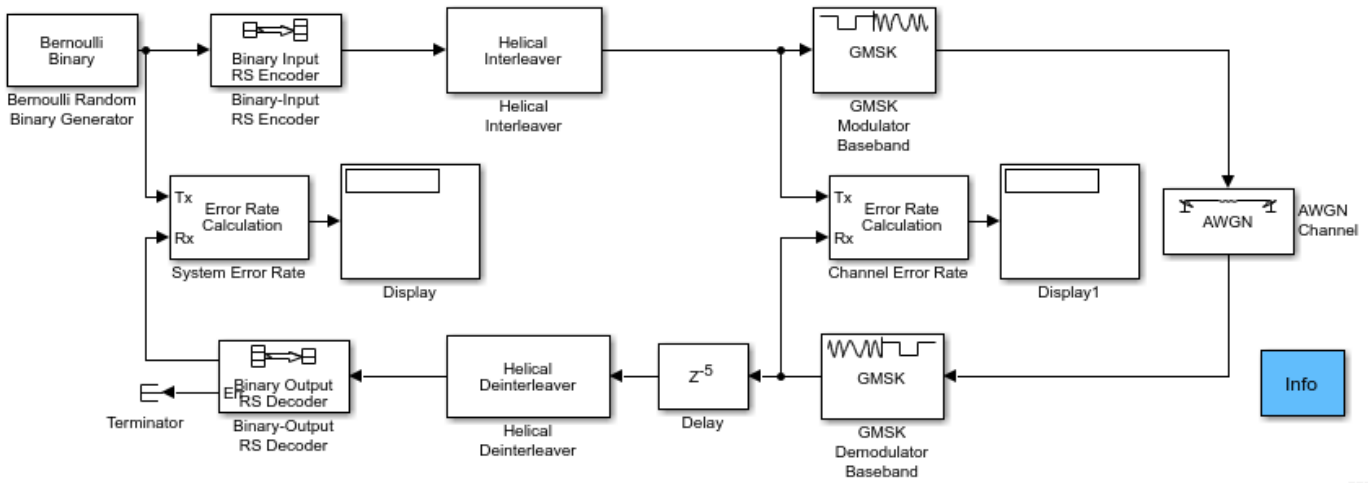 Bernoulli
Binary
Bernoulli Random
Binary Generator
Binary Input
RS Encoder
Binary-Input
RS Encoder
Helical
Interleaver
Helical
Interleaver
GMSK
GMSK
Modulator
Baseband
Tx
Rx
Error Rate
Calculation
System Error Rate
Display
Tx
Rx
Error Rate
Calculation
Channel Error Rate
Display1
AWGN
AWGN
Channel
Terminator
Binary Output
RS Decoder
Binary-Output
RS Decoder
Helical
Deinterleaver
Helical
Deinterleaver
Z-5
Delay
GMSK
GMSK
Demodulator
Baseband
Info